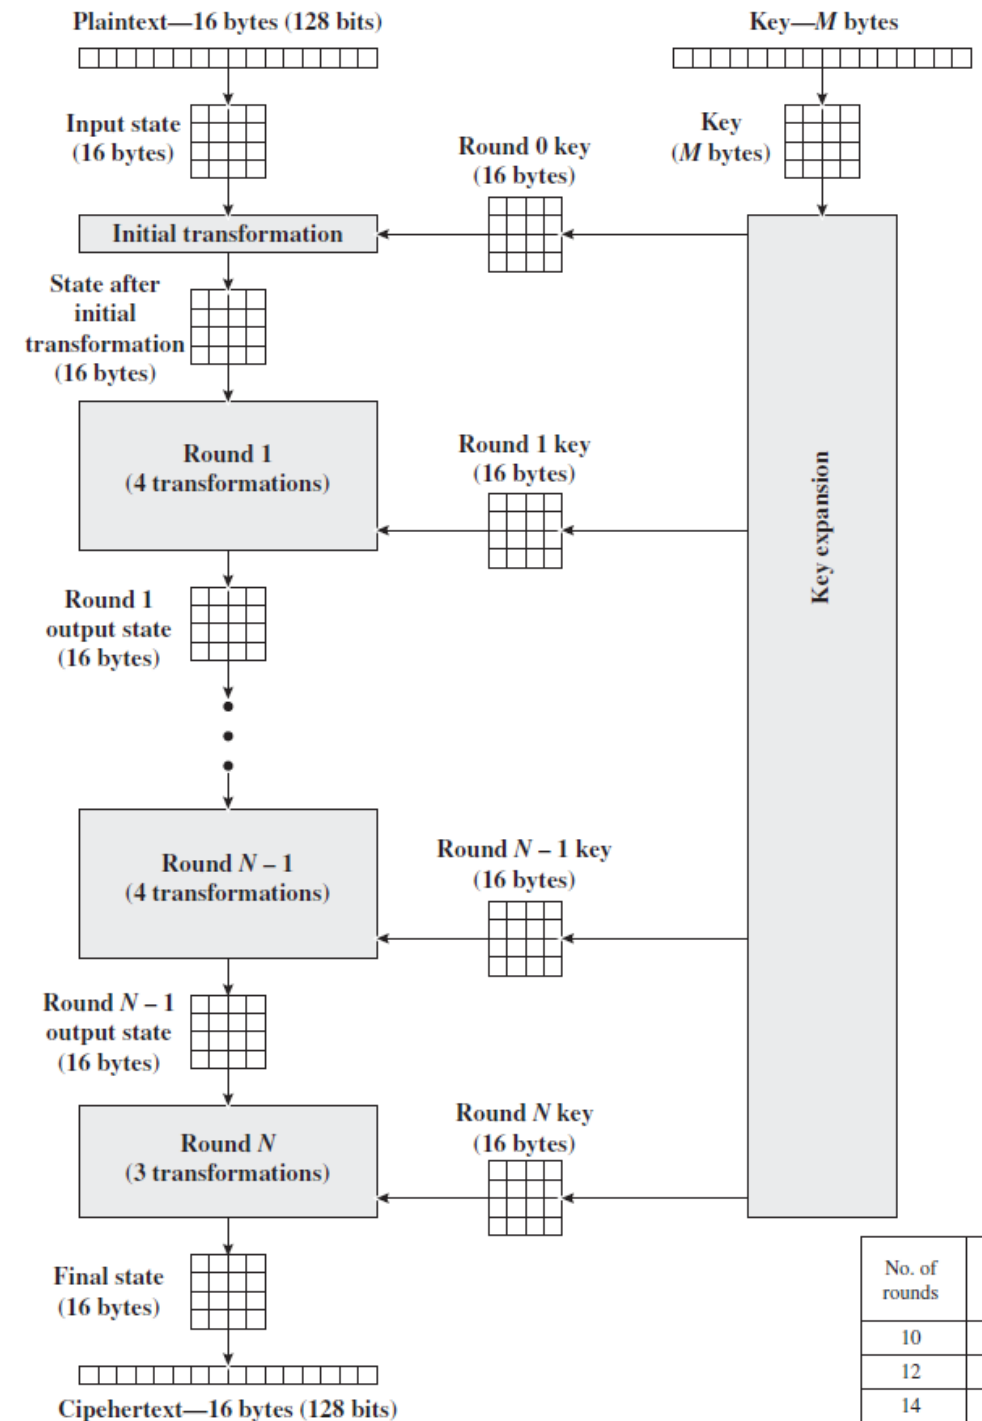 Plaintext—16 bytes (128 bits)
Key—M bytes
Input state
(16 bytes)
Key
(M bytes)
Round 0 key
(16 bytes)
Initial transformation
State after
initial
transformation
(16 bytes)
Round 1
(4 transformations)
Round 1 key
(16 bytes)
Key expansion
Round 1
output state
(16 bytes)
Round N – 1
(4 transformations)
Round N – 1 key
(16 bytes)
Round N – 1
output state
(16 bytes)
Round N
(3 transformations)
Round N key
(16 bytes)
Final state
(16 bytes)
No. of
rounds
10
12
14
Cipehertext—16 bytes (128 bits)